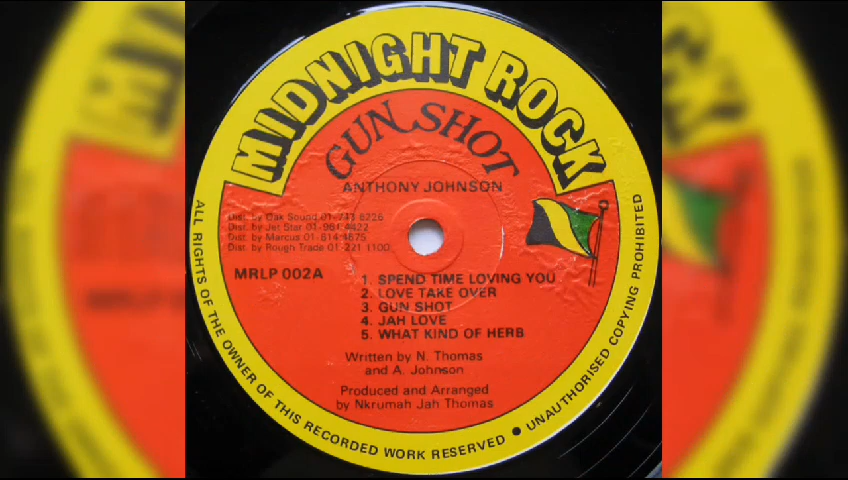 MIDNIGHT ROCK
GUN SHOT
ANTHONY JOHNSON
Dist. by Oak Sound 01-743 8226
Dist. by Jet Star 01-961 4422
Dist. by Marcus 01-614 4675
Dist. by Rough Trade 01-221 1100
MRLP 002A
1. SPEND TIME LOVING YOU
2. LOVE TAKE OVER
3. GUN SHOT
4. JAH LOVE
5. WHAT KIND OF HERB
Written by N. Thomas
and A. Johnson
Produced and Arranged
by Nkrumah Jah Thomas
ALL RIGHTS OF THE OWNER OF THIS RECORDED WORK RESERVED ● UNAUTHORISED COPYING PROHIBITED